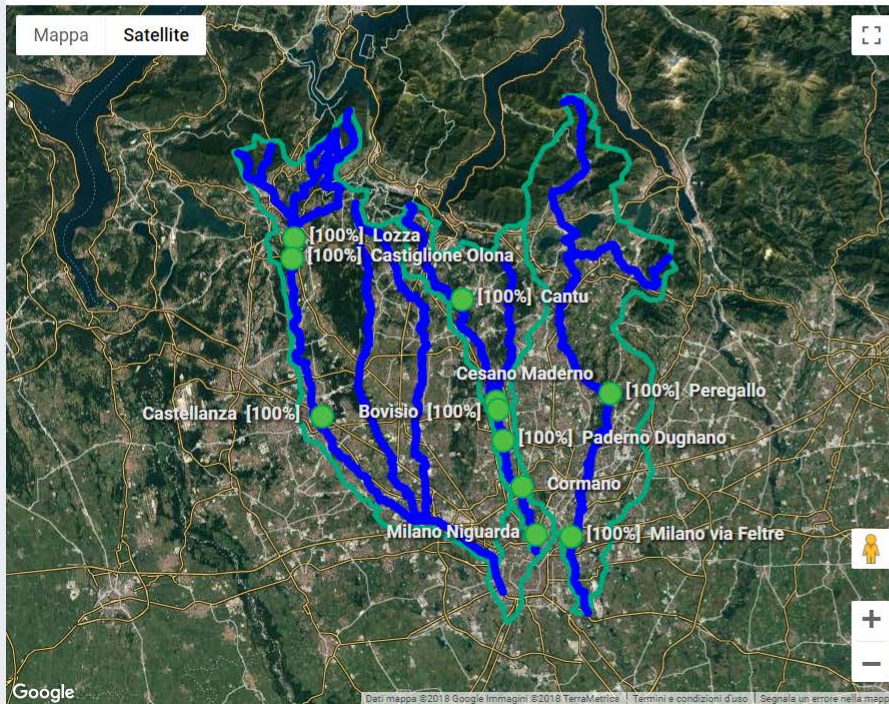 Mappa Satellite
[100%] Lozza
[100%] Castiglione Olona
[100%] Cantu
Cesano Maderno
[100%] Peregallo
Castellanza [100%]
Bovisio [100%]
[100%] Paderno Dugnano
Cormano
Milano Niguarda
[100%] Milano via Feltre
+
−
Google
Dati mappa ©2018 Google Immagini ©2018 TerraMetrics Termini e condizioni d'uso Segnala un errore nella mappa